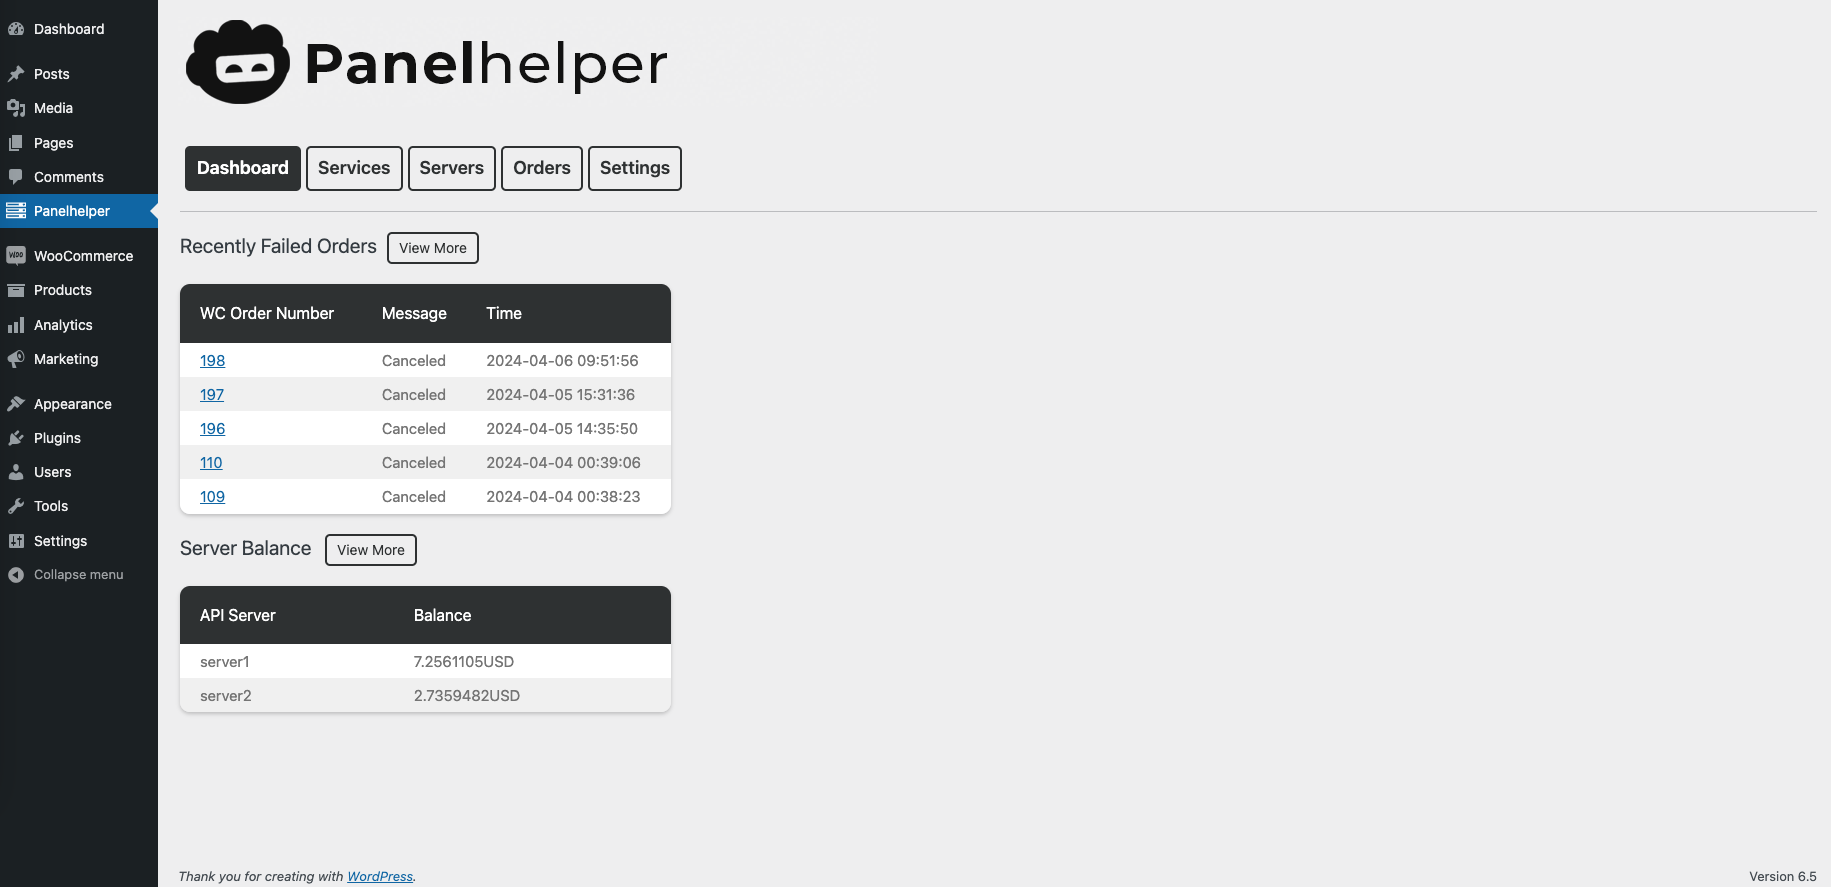 Dashboard
Posts
Media
Pages
Comments
Panelhelper
WooCommerce
Products
Analytics
Marketing
Appearance
Plugins
Users
Tools
Settings
Collapse menu
Panelhelper
Dashboard Services Servers Orders Settings
Recently Failed Orders View More
WC Order Number Message Time
198 Canceled 2024-04-06 09:51:56
197 Canceled 2024-04-05 15:31:36
196 Canceled 2024-04-05 14:35:50
110 Canceled 2024-04-04 00:39:06
109 Canceled 2024-04-04 00:38:23
Server Balance View More
API Server Balance
server1 7.2561105USD
server2 2.7359482USD
Thank you for creating with WordPress. Version 6.5